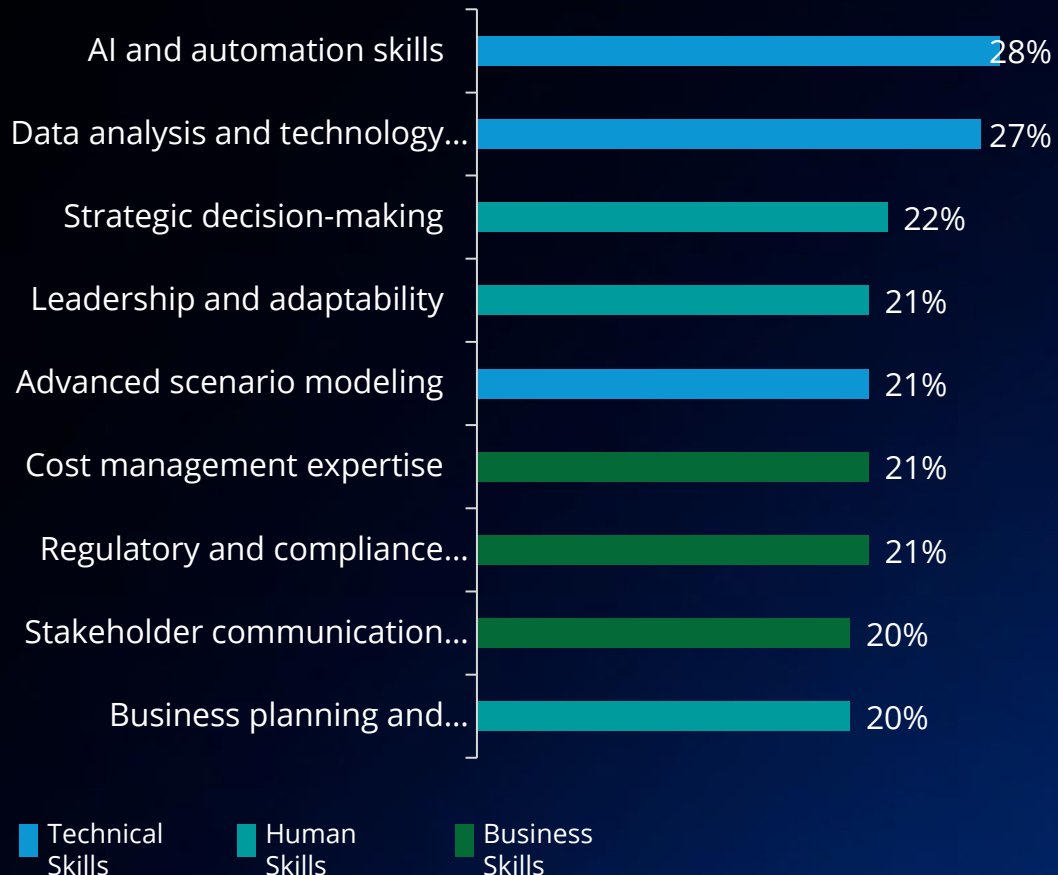 AI and automation skills 28%
Data analysis and technology... 27%
Strategic decision-making 22%
Leadership and adaptability 21%
Advanced scenario modeling 21%
Cost management expertise 21%
Regulatory and compliance... 21%
Stakeholder communication... 20%
Business planning and... 20%
Technical Skills
Human Skills
Business Skills